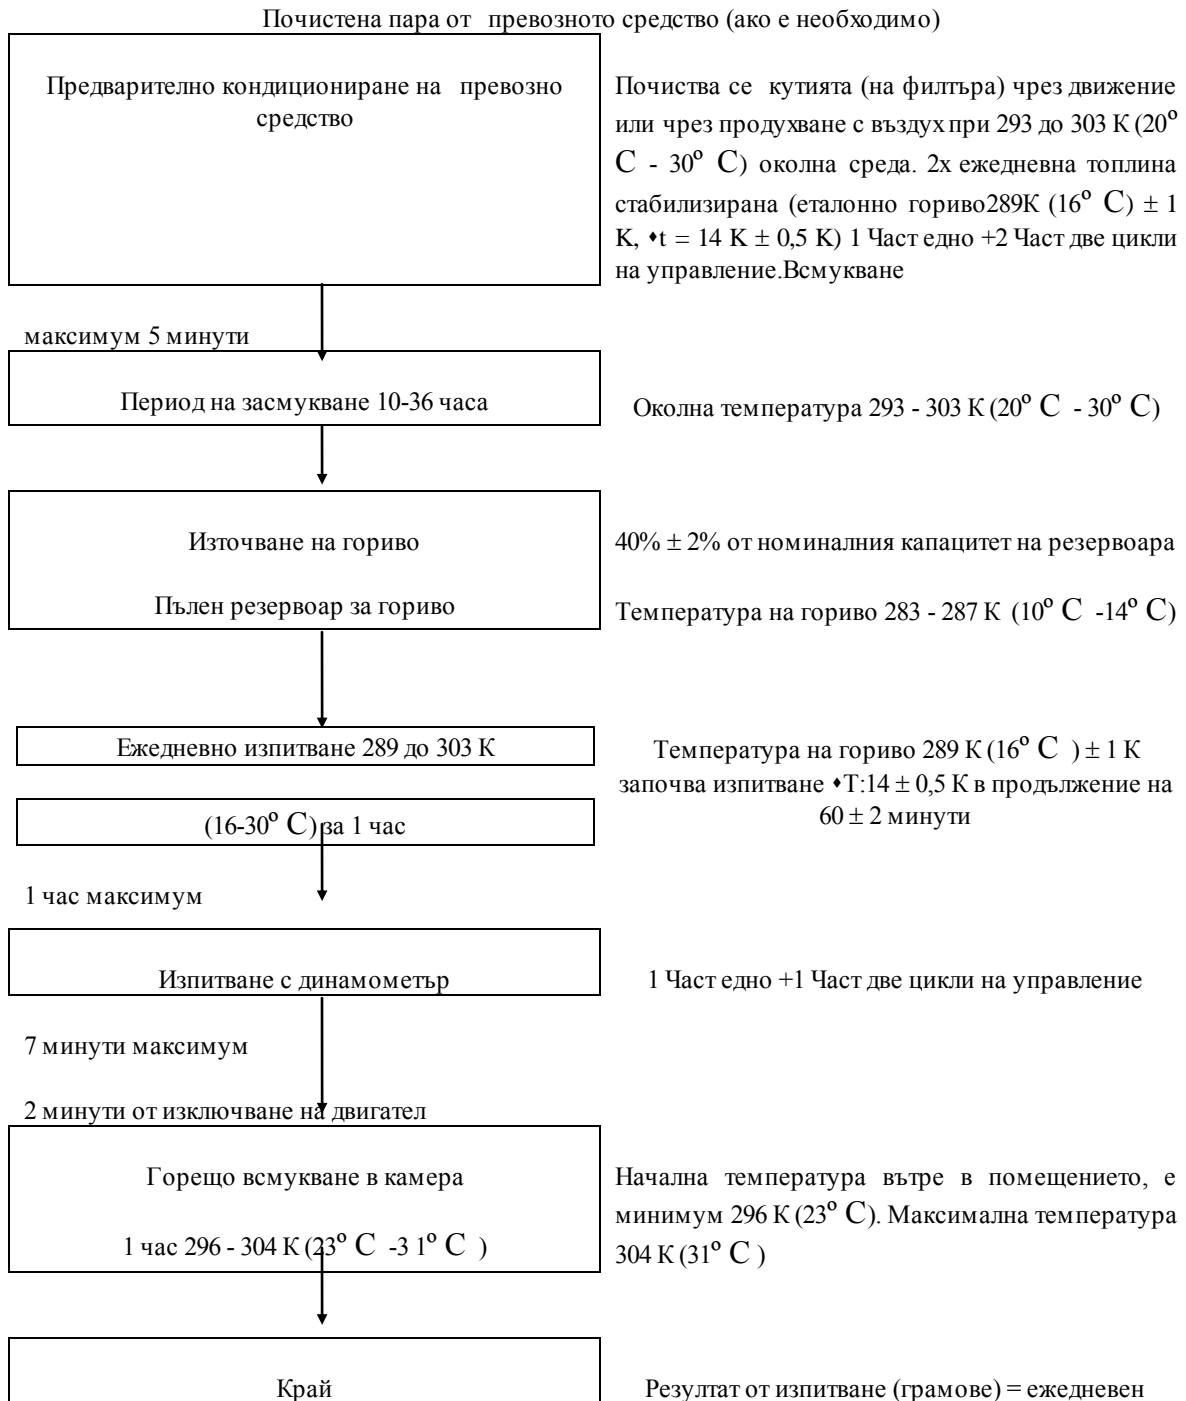 Почистена пара от превозното средство (ако е необходимо)
Предварително кондициониране на превозно
средство
Почиства се кутията (на филтъра) чрез движение
или чрез продухване с въздух при 293 до 303 К (20º
С - 30º С) околна среда. 2х ежедневна топлина
стабилизирана (еталонно гориво289К (16º С) ± 1
К, ♦t = 14 К ± 0,5 К) 1 Част едно +2 Част две цикли
на управление.Всмукване
максимум 5 минути
Период на засмукване 10-36 часа
Околна температура 293 - 303 К (20º С - 30º С)
Източване на гориво
40% ± 2% от номиналния капацитет на резервоара
Пълен резервоар за гориво
Температура на гориво 283 - 287 К (10º С -14º С)
Ежедневно изпитване 289 до 303 К
Температура на гориво 289 К (16º С ) ± 1 К
започва изпитване ♦Т:14 ± 0,5 К в продължение на
60 ± 2 минути
(16-30º С) за 1 час
1 час максимум
Изпитване с динамометър
1 Част едно +1 Част две цикли на управление
7 минути максимум
2 минути от изключване на двигател
Горещо всмукване в камера
1 час 296 - 304 К (23º С -3 1º С )
Начална температура вътре в помещението, е
минимум 296 К (23º С). Максимална температура
304 К (31º С )
Край
Резултат от изпитване (грамове) = ежедневен